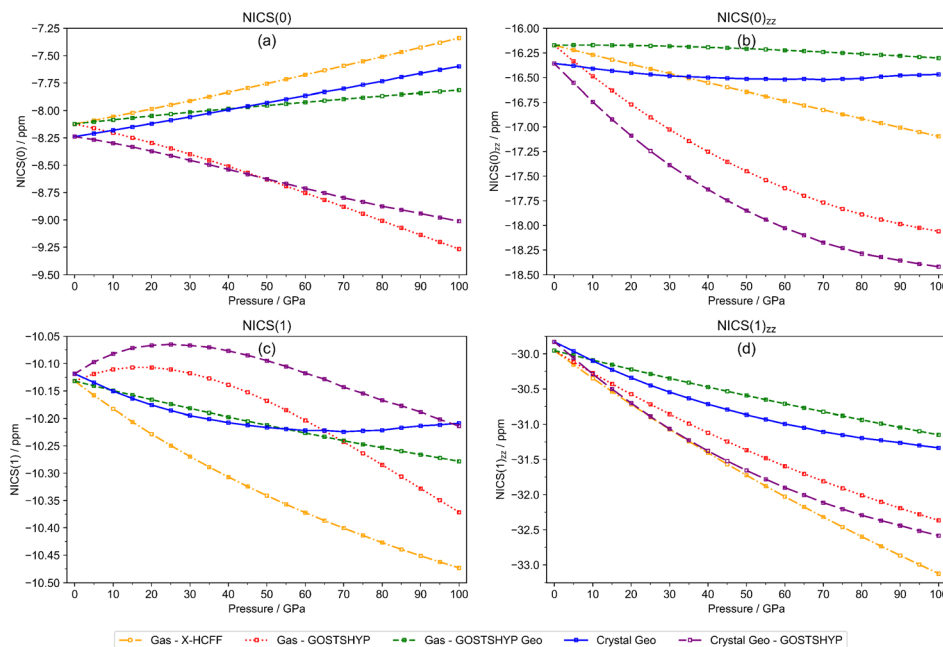 NICS(0)
(a)
NICS(0) / ppm
−7.25
−7.50
−7.75
−8.00
−8.25
−8.50
−8.75
−9.00
−9.25
−9.50
0 10 20 30 40 50 60 70 80 90 100
Pressure / GPa
NICS(0)zz
(b)
NICS(0)zz / ppm
−16.00
−16.25
−16.50
−16.75
−17.00
−17.25
−17.50
−17.75
−18.00
−18.25
−18.50
0 10 20 30 40 50 60 70 80 90 100
Pressure / GPa
NICS(1)
(c)
NICS(1) / ppm
−10.05
−10.10
−10.15
−10.20
−10.25
−10.30
−10.35
−10.40
−10.45
−10.50
0 10 20 30 40 50 60 70 80 90 100
Pressure / GPa
NICS(1)zz
(d)
NICS(1)zz / ppm
−30.0
−30.5
−31.0
−31.5
−32.0
−32.5
−33.0
0 10 20 30 40 50 60 70 80 90 100
Pressure / GPa
Gas - X-HCFF Gas - GOSTSHYP Gas - GOSTSHYP Geo Crystal Geo Crystal Geo - GOSTSHYP